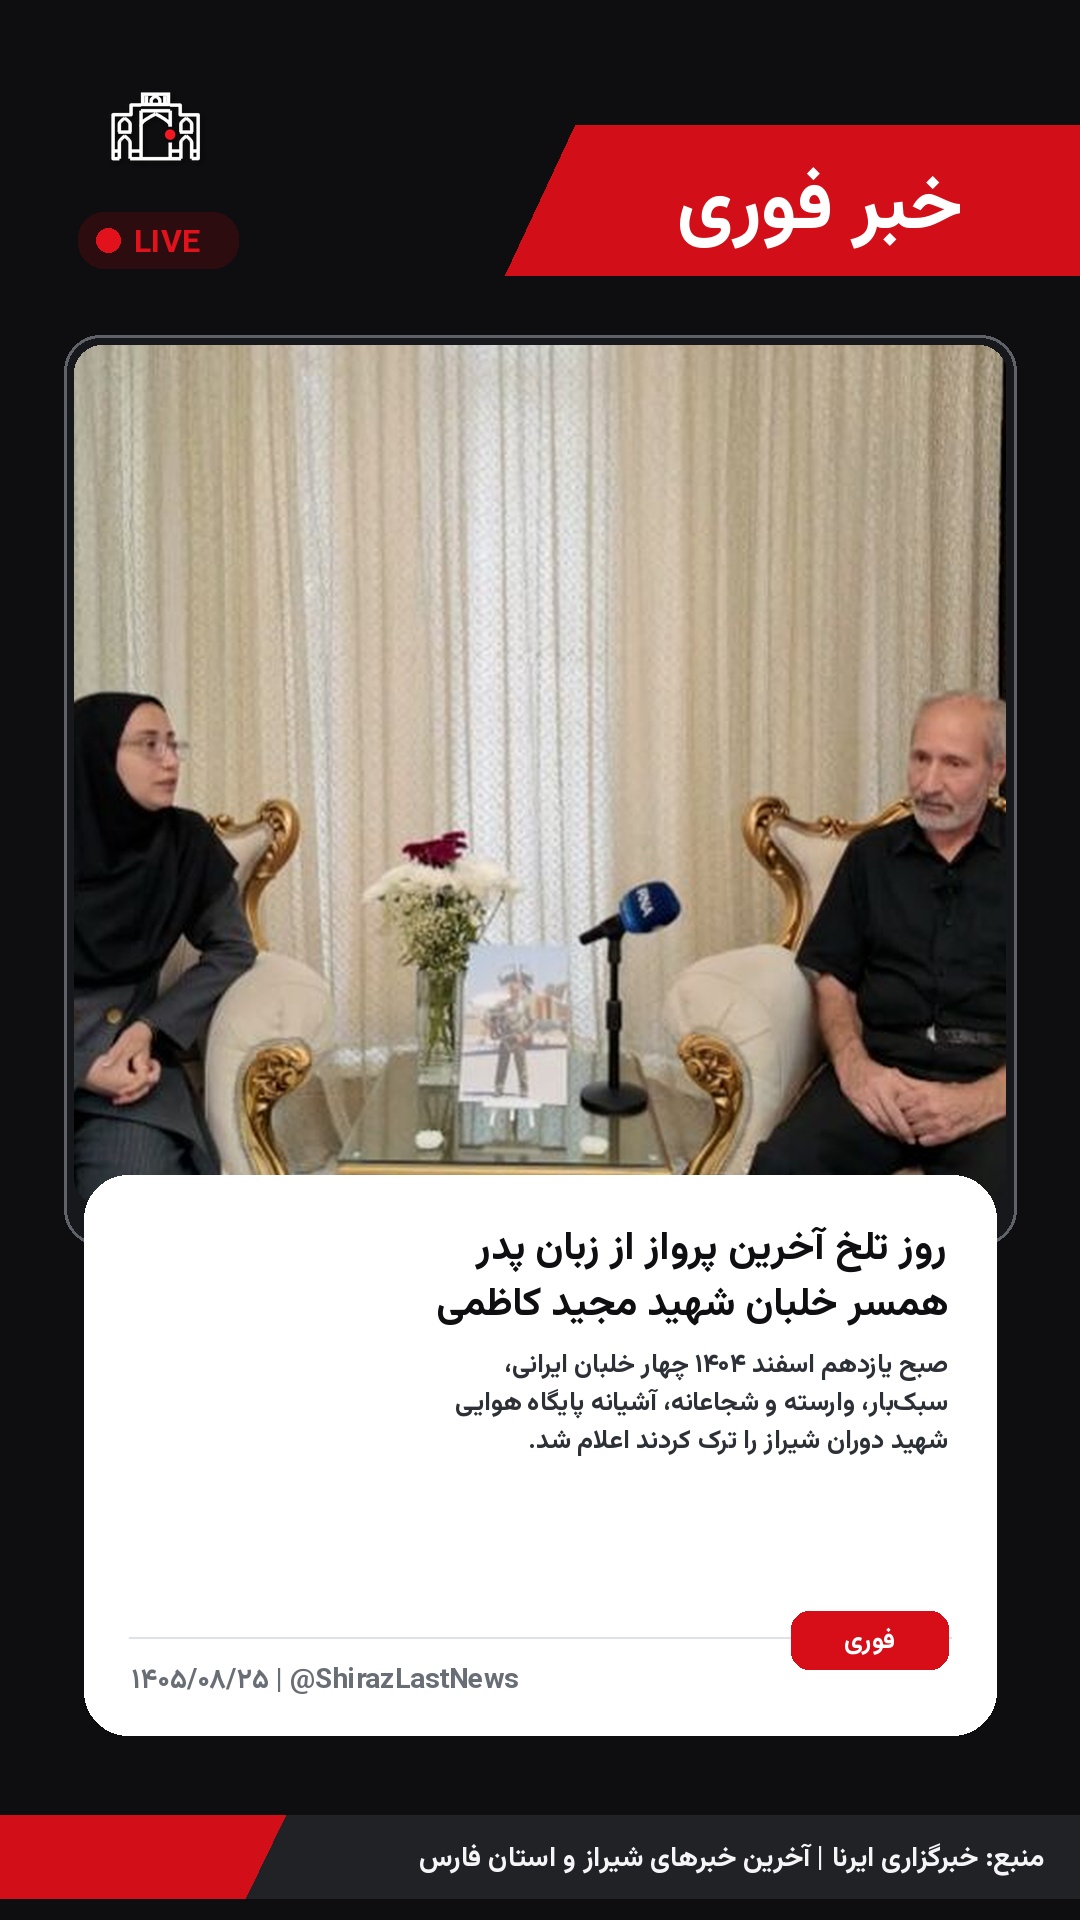 خبر فوری
LIVE
IRNA
روز تلخ آخرین پرواز از زبان پدر
همسر خلبان شهید مجید کاظمی
صبح یازدهم اسفند ۱۴۰۴ چهار خلبان ایرانی،
سبک‌بار، وارسته و شجاعانه، آشیانه پایگاه هوایی
شهید دوران شیراز را ترک کردند اعلام شد.
فوری
۱۴۰۵/۰۸/۲۵ | @ShirazLastNews
منبع: خبرگزاری ایرنا | آخرین خبرهای شیراز و استان فارس